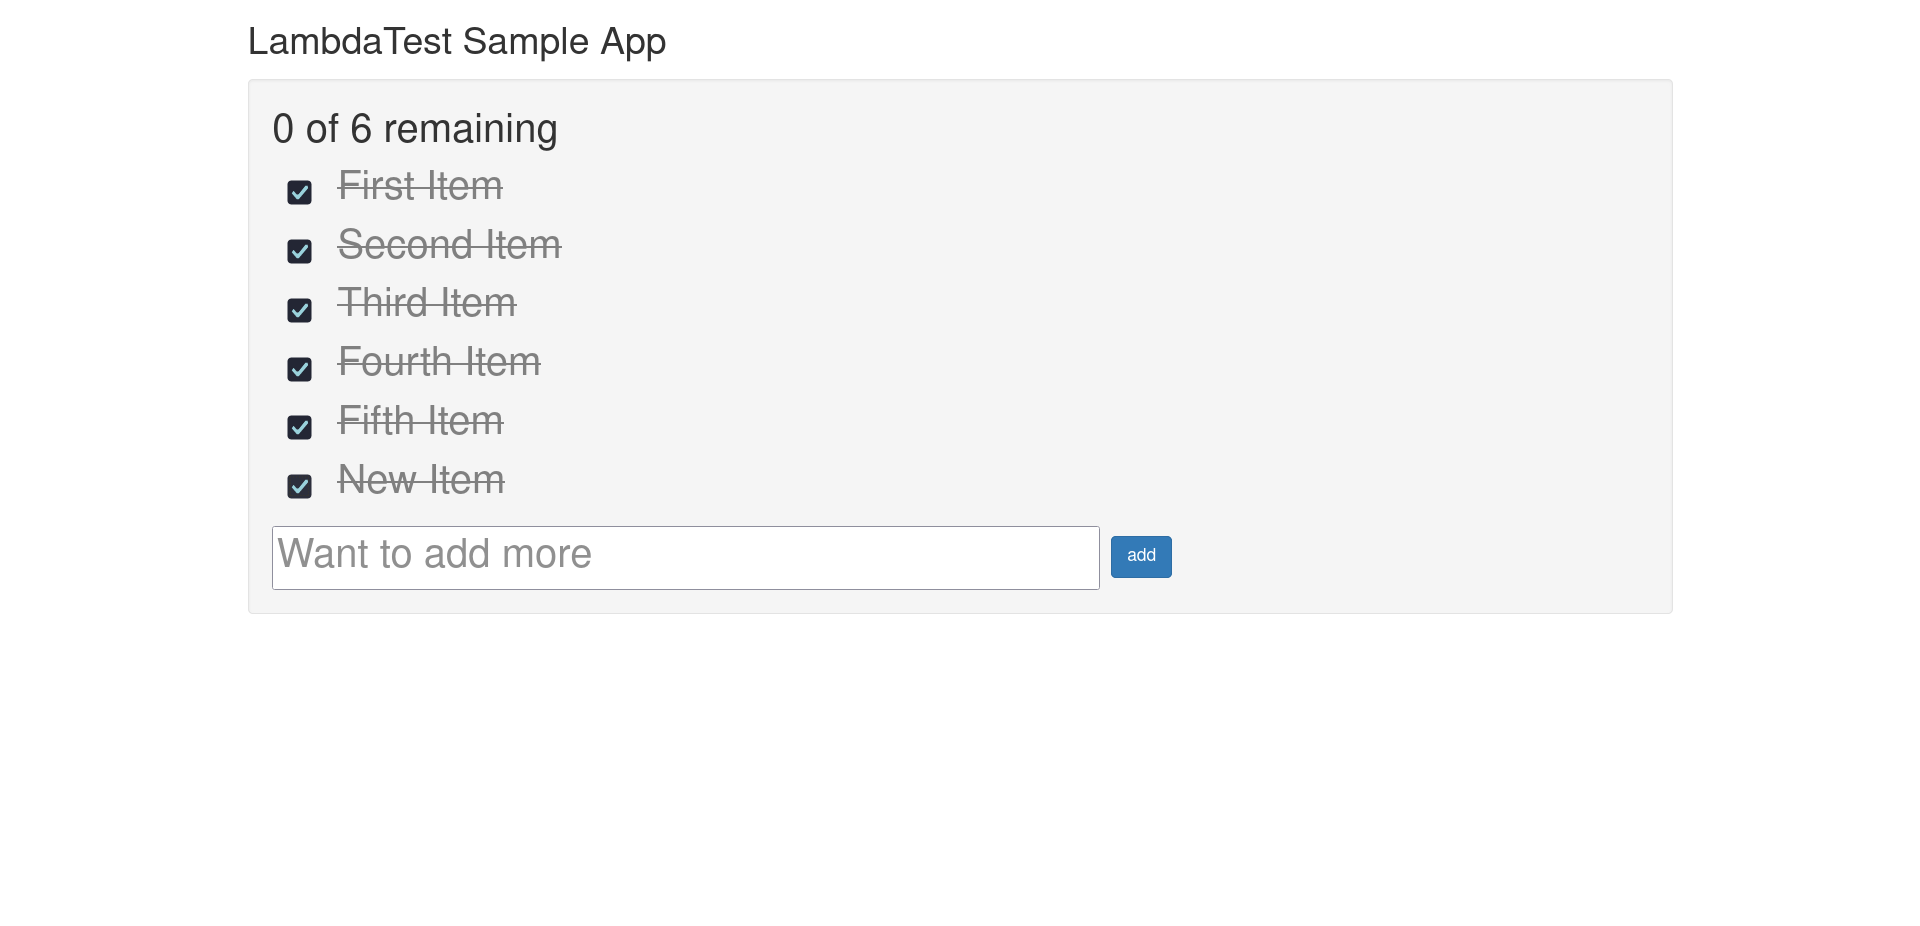 LambdaTest Sample App
0 of 6 remaining
First Item
Second Item
Third Item
Fourth Item
Fifth Item
New Item
Want to add more
add